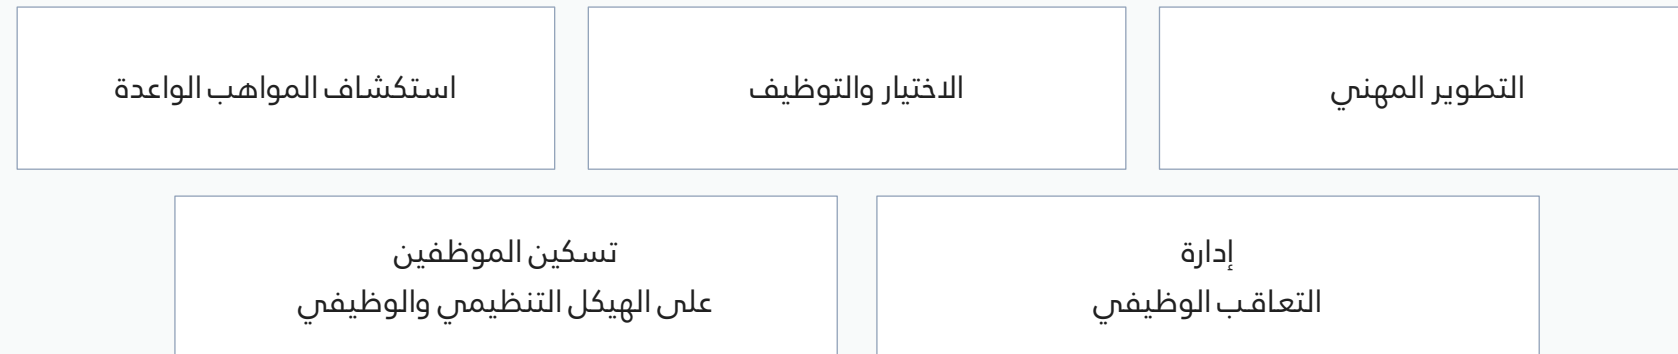 التطوير المهني
الاختيار والتوظيف
استكشاف المواهب الواعدة
إدارة
التعاقب الوظيفي
تسكين الموظفين
على الهيكل التنظيمي والوظيفي